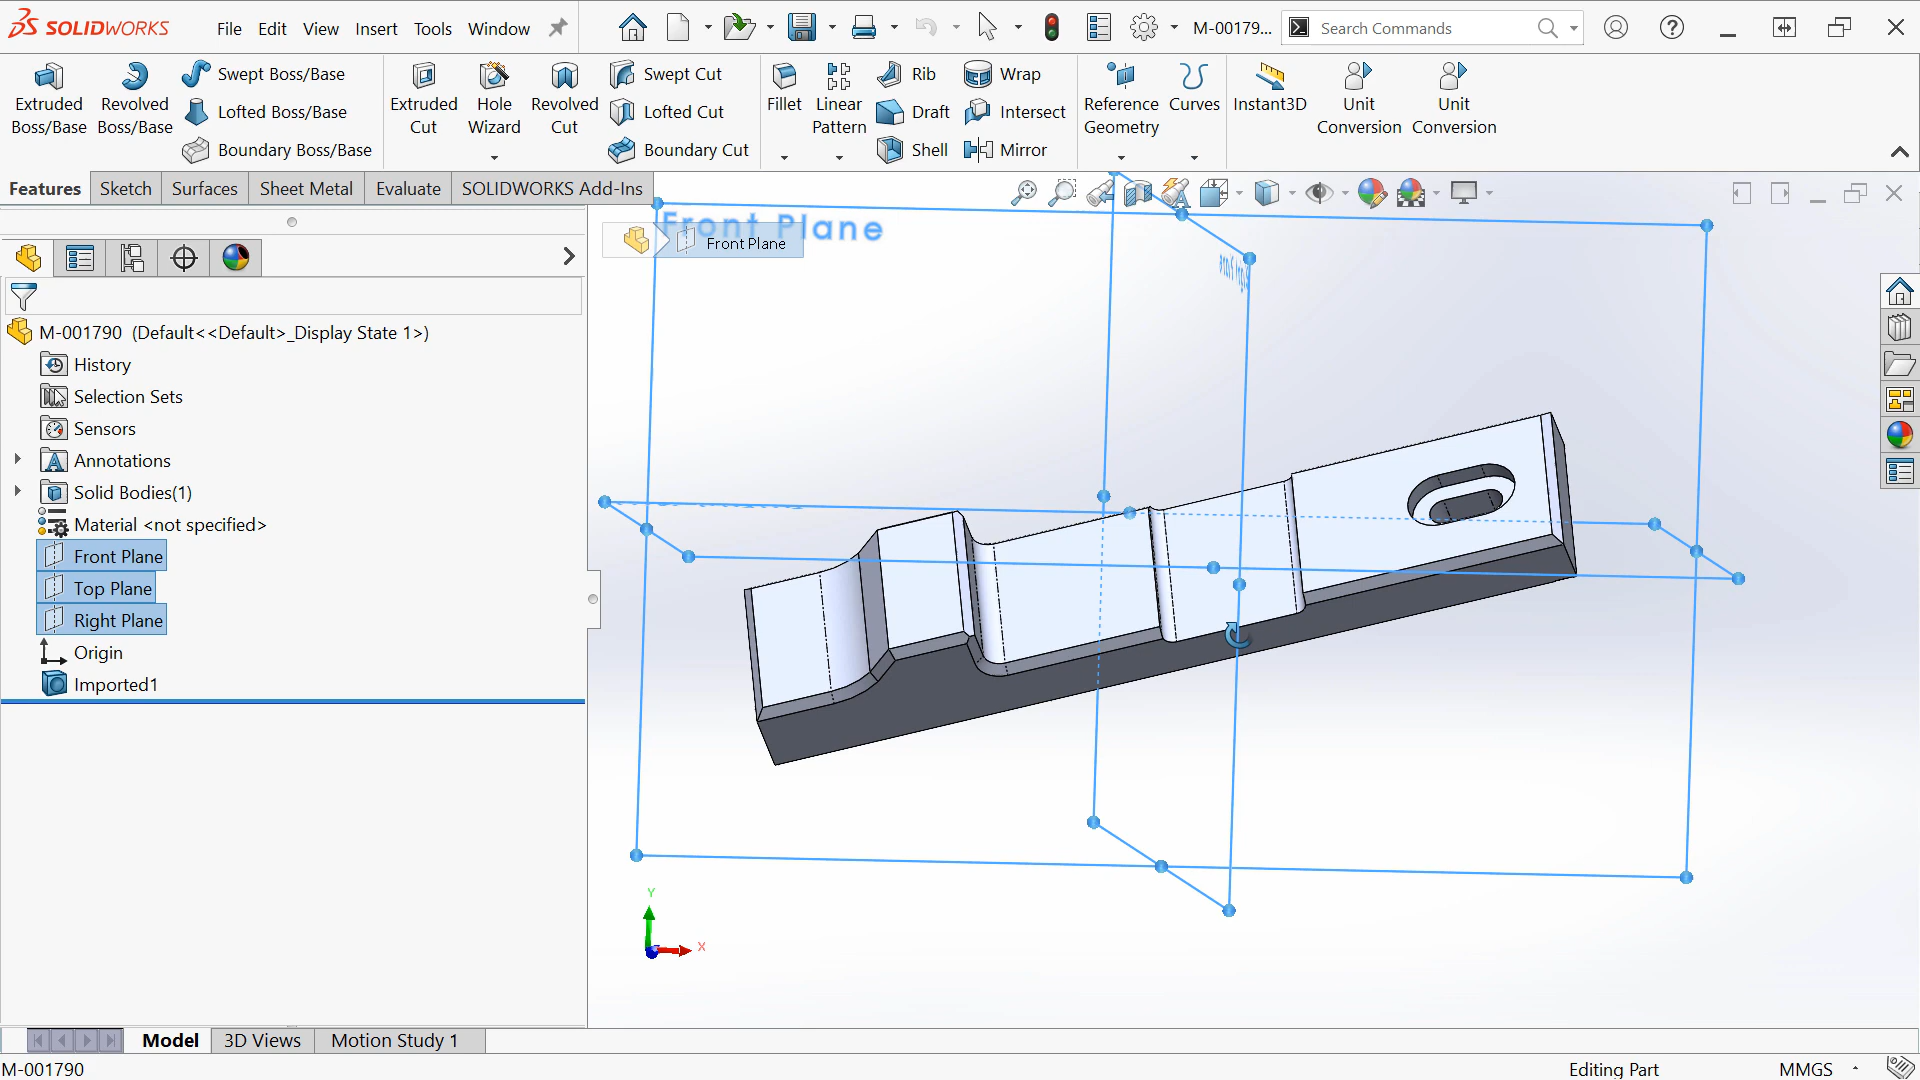 SOLIDWORKS
File Edit View Insert Tools Window
M-00179...
Search Commands
Extruded Boss/Base
Revolved Boss/Base
Swept Boss/Base
Lofted Boss/Base
Boundary Boss/Base
Extruded Cut
Hole Wizard
Revolved Cut
Swept Cut
Lofted Cut
Boundary Cut
Fillet
Linear Pattern
Rib
Draft
Shell
Wrap
Intersect
Mirror
Reference Geometry
Curves
Instant3D
Unit Conversion
Unit Conversion
Features Sketch Surfaces Sheet Metal Evaluate SOLIDWORKS Add-Ins
Front Plane
Front Plane
Right Plane
M-001790 (Default<<Default>_Display State 1>)
History
Selection Sets
Sensors
Annotations
Solid Bodies(1)
Material <not specified>
Front Plane
Top Plane
Right Plane
Origin
Imported1
Y
X
Model 3D Views Motion Study 1
M-001790
Editing Part
MMGS